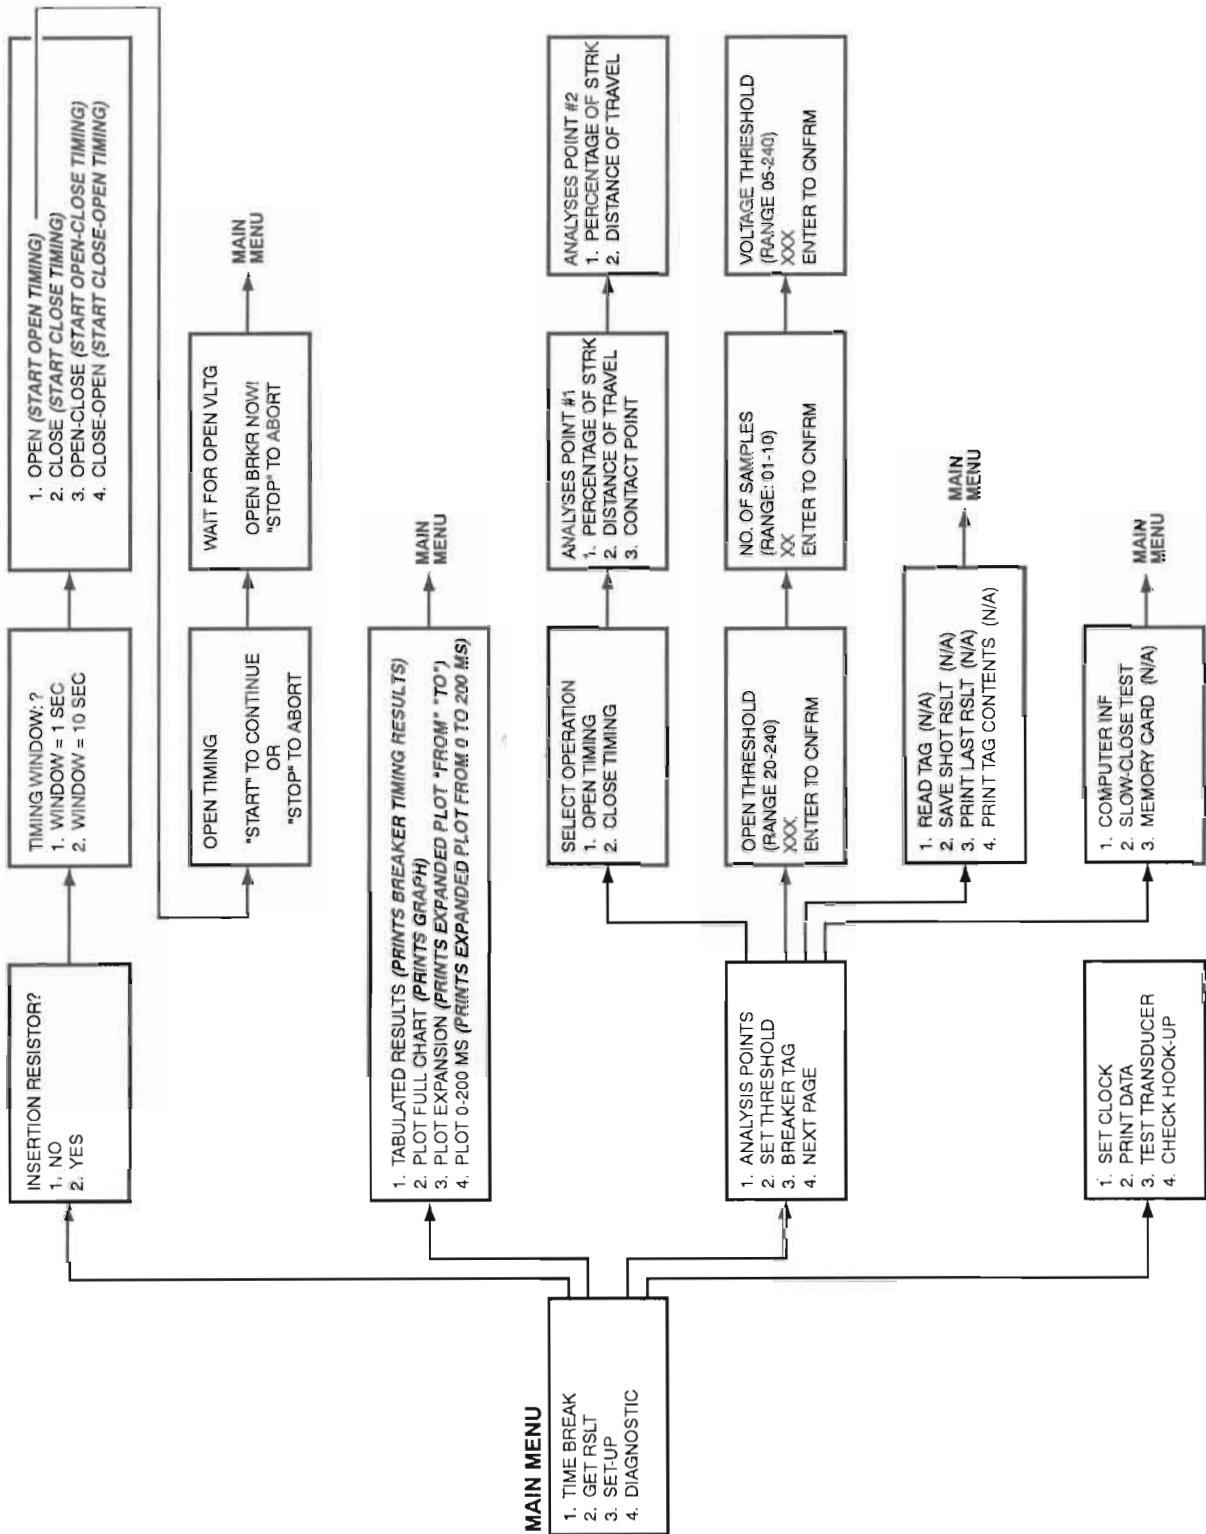 MAIN MENU
1. TIME BREAK
2. GET RSLT
3. SET-UP
4. DIAGNOSTIC
INSERTION RESISTOR?
1. NO
2. YES
TIMING WINDOW: ?
1. WINDOW = 1 SEC
2. WINDOW = 10 SEC
1. OPEN (START OPEN TIMING)
2. CLOSE (START CLOSE TIMING)
3. OPEN-CLOSE (START OPEN-CLOSE TIMING)
4. CLOSE-OPEN (START CLOSE-OPEN TIMING)
OPEN TIMING
"START" TO CONTINUE
OR
"STOP" TO ABORT
WAIT FOR OPEN VLTG
OPEN BRKR NOW!
"STOP" TO ABORT
MAIN
MENU
1. TABULATED RESULTS (PRINTS BREAKER TIMING RESULTS)
2. PLOT FULL CHART (PRINTS GRAPH)
3. PLOT EXPANSION (PRINTS EXPANDED PLOT "FROM" "TO")
4. PLOT 0-200 MS (PRINTS EXPANDED PLOT FROM 0 TO 200 MS)
MAIN
MENU
1. ANALYSIS POINTS
2. SET THRESHOLD
3. BREAKER TAG
4. NEXT PAGE
SELECT OPERATION
1. OPEN TIMING
2. CLOSE TIMING
ANALYSES POINT #1
1. PERCENTAGE OF STRK
2. DISTANCE OF TRAVEL
3. CONTACT POINT
ANALYSES POINT #2
1. PERCENTAGE OF STRK
2. DISTANCE OF TRAVEL
OPEN THRESHOLD
(RANGE 20-240)
XXX
ENTER TO CNFRM
NO. OF SAMPLES
(RANGE: 01-10)
XX
ENTER TO CNFRM
VOLTAGE THRESHOLD
(RANGE 05-240)
XXX
ENTER TO CNFRM
1. READ TAG (N/A)
2. SAVE SHOT RSLT (N/A)
3. PRINT LAST RSLT (N/A)
4. PRINT TAG CONTENTS (N/A)
MAIN
MENU
1. COMPUTER INF
2. SLOW-CLOSE TEST
3. MEMORY CARD (N/A)
MAIN
MENU
1. SET CLOCK
2. PRINT DATA
3. TEST TRANSDUCER
4. CHECK HOOK-UP